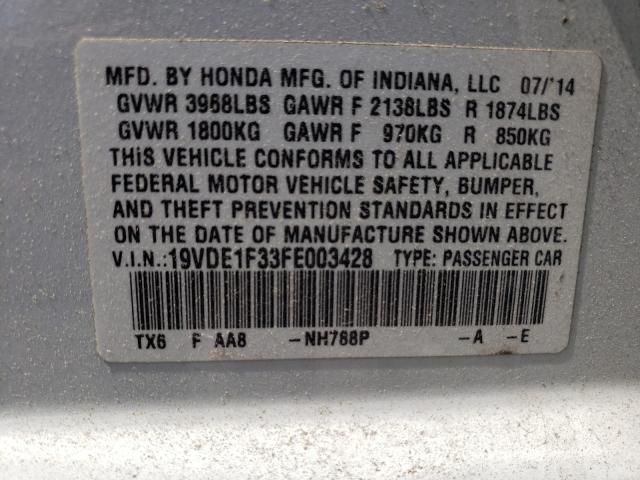 MFD. BY HONDA MFG. OF INDIANA, LLC 07/'14
GVWR 3968LBS GAWR F 2138LBS R 1874LBS
GVWR 1800KG GAWR F 970KG R 850KG
THIS VEHICLE CONFORMS TO ALL APPLICABLE
FEDERAL MOTOR VEHICLE SAFETY, BUMPER,
AND THEFT PREVENTION STANDARDS IN EFFECT
ON THE DATE OF MANUFACTURE SHOWN ABOVE.
V.I.N.:19VDE1F33FE003428 TYPE: PASSENGER CAR
TX6 F AA8 -NH788P -A -E